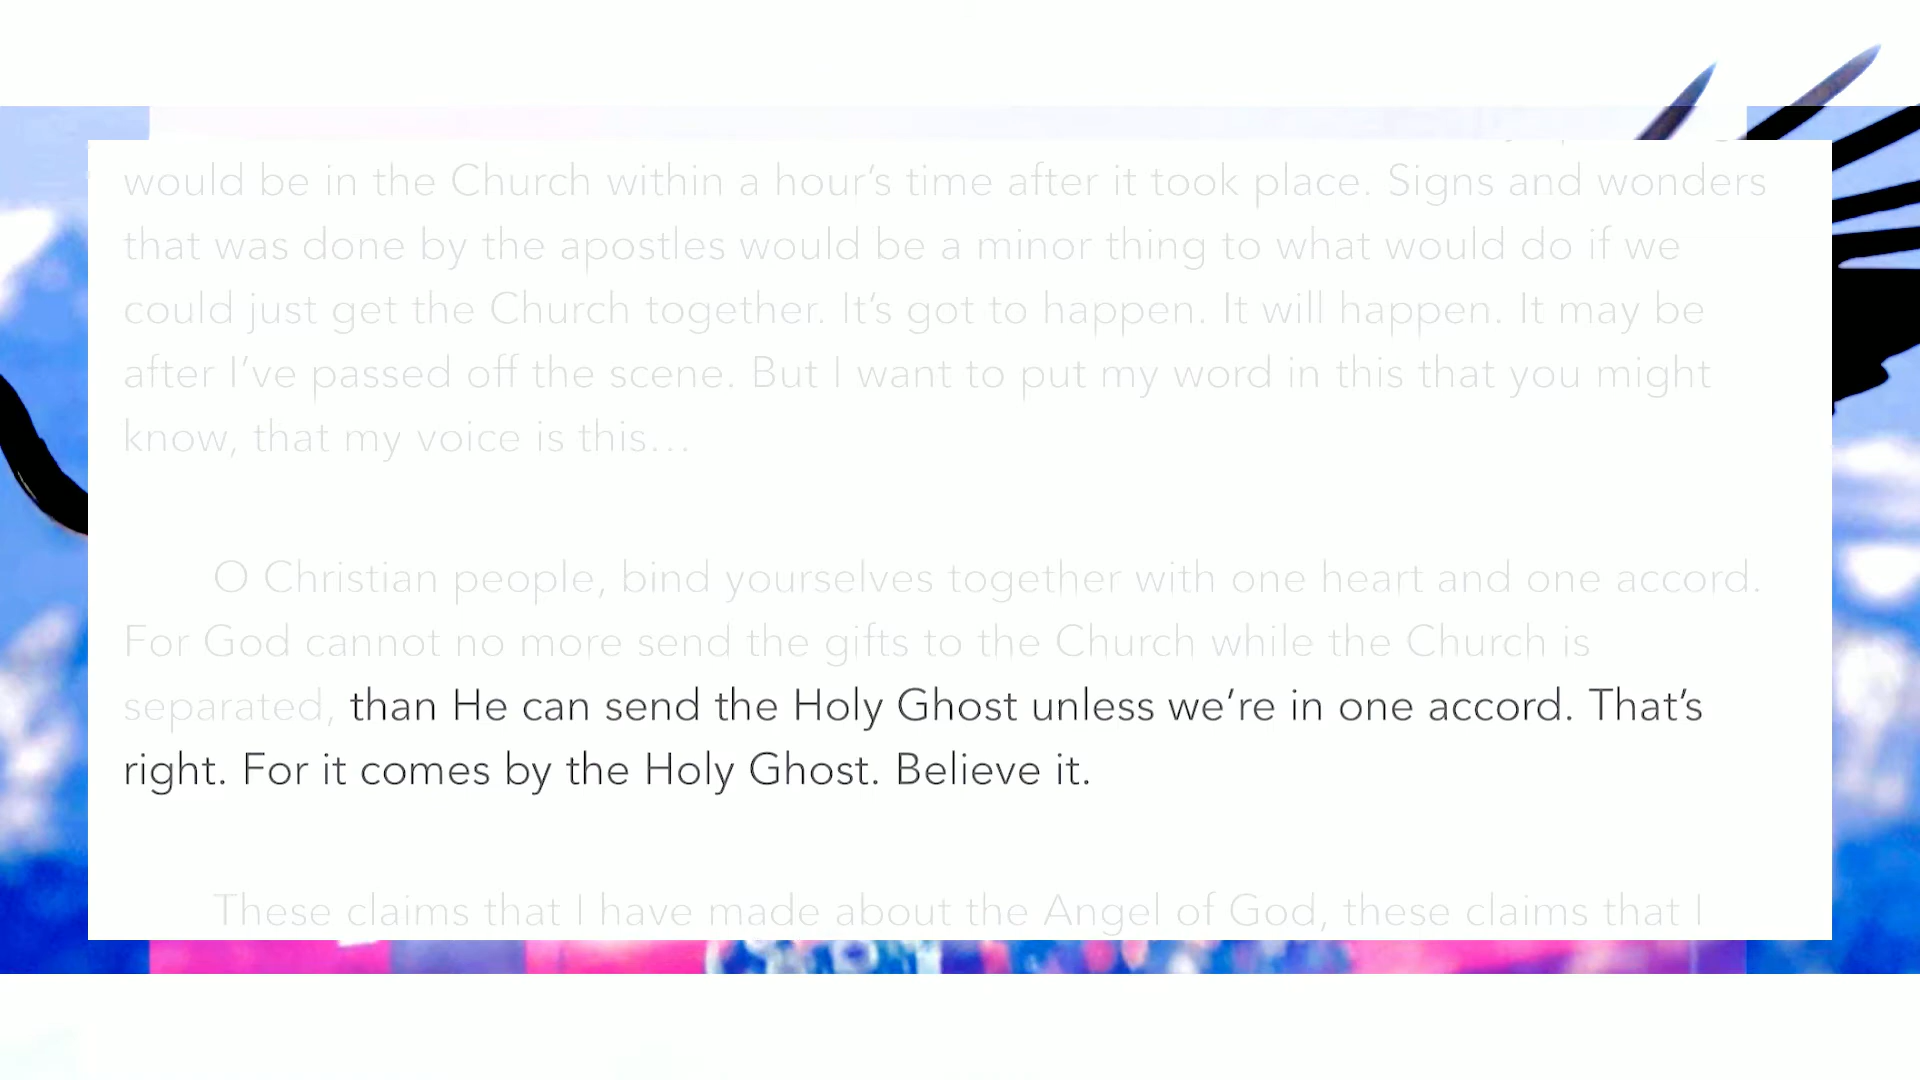 would be in the Church within a hour’s time after it took place. Signs and wonders
that was done by the apostles would be a minor thing to what would do if we
could just get the Church together. It’s got to happen. It will happen. It may be
after I’ve passed off the scene. But I want to put my word in this that you might
know, that my voice is this…
O Christian people, bind yourselves together with one heart and one accord.
For God cannot no more send the gifts to the Church while the Church is
separated, than He can send the Holy Ghost unless we’re in one accord. That’s
right. For it comes by the Holy Ghost. Believe it.
These claims that I have made about the Angel of God, these claims that I